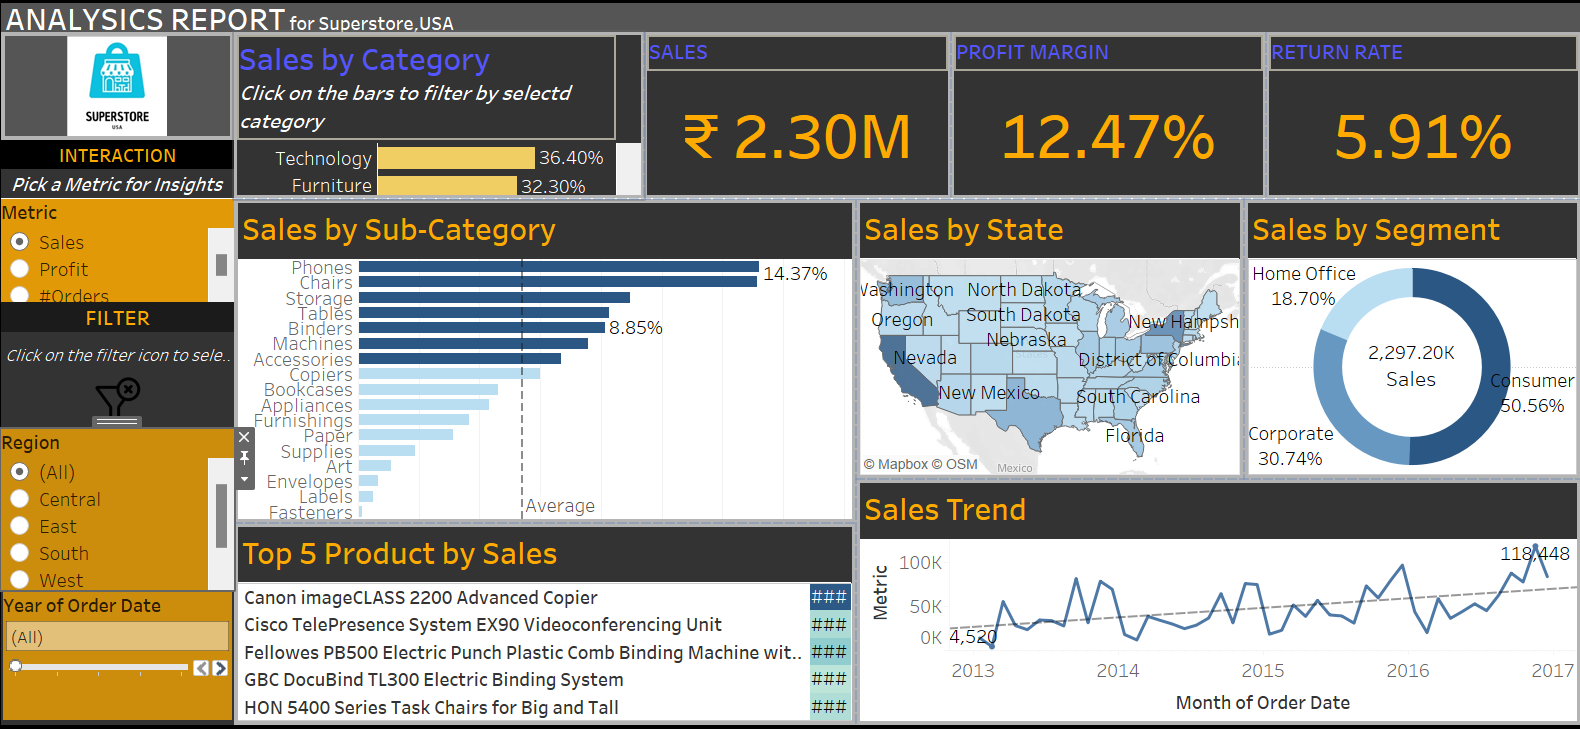 ANALYSICS REPORT for Superstore,USA
SUPERSTORE
USA
INTERACTION
Pick a Metric for Insights
Metric
Sales
Profit
#Orders
FILTER
Click on the filter icon to sele..
Region
(All)
Central
East
South
West
Year of Order Date
(All)
Sales by Category
Click on the bars to filter by selectd
category
Technology 36.40%
Furniture 32.30%
SALES
₹ 2.30M
PROFIT MARGIN
12.47%
RETURN RATE
5.91%
Sales by Sub-Category
Phones 14.37%
Chairs
Storage
Tables
Binders 8.85%
Machines
Accessories
Copiers
Bookcases
Appliances
Furnishings
Paper
Supplies
Art
Envelopes
Labels
Fasteners
Average
Sales by State
Washington North Dakota
Oregon South Dakota New Hampsh
Nebraska
Nevada District of Columbia
New Mexico South Carolina
Florida
© Mapbox © OSM Mexico
Sales by Segment
Home Office
18.70%
2,297.20K
Sales
Consumer
50.56%
Corporate
30.74%
Top 5 Product by Sales
Canon imageCLASS 2200 Advanced Copier ###
Cisco TelePresence System EX90 Videoconferencing Unit ###
Fellowes PB500 Electric Punch Plastic Comb Binding Machine wit.. ###
GBC DocuBind TL300 Electric Binding System ###
HON 5400 Series Task Chairs for Big and Tall ###
Sales Trend
Metric
100K
50K
0K
4,520
118,448
2013 2014 2015 2016 2017
Month of Order Date